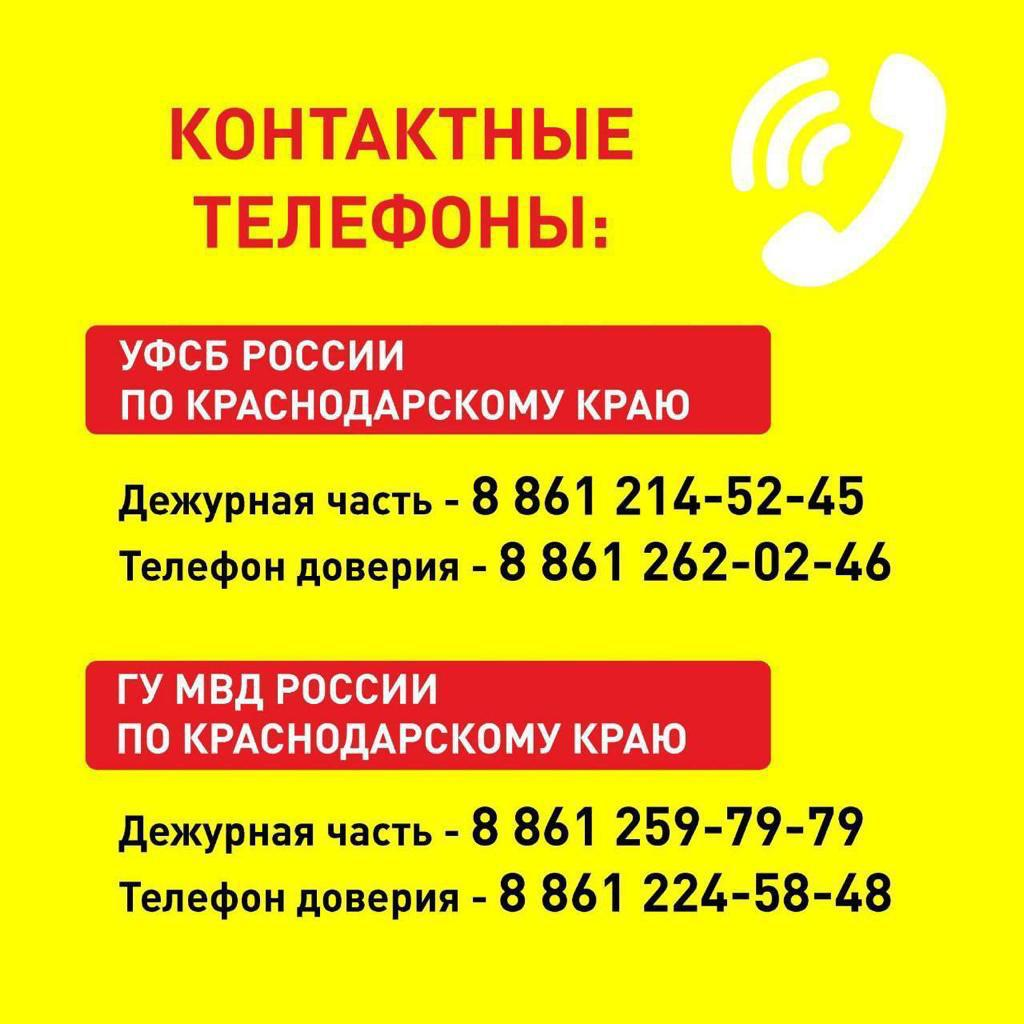 КОНТАКТНЫЕ
ТЕЛЕФОНЫ:
УФСБ РОССИИ
ПО КРАСНОДАРСКОМУ КРАЮ
Дежурная часть - 8 861 214-52-45
Телефон доверия - 8 861 262-02-46
ГУ МВД РОССИИ
ПО КРАСНОДАРСКОМУ КРАЮ
Дежурная часть - 8 861 259-79-79
Телефон доверия - 8 861 224-58-48